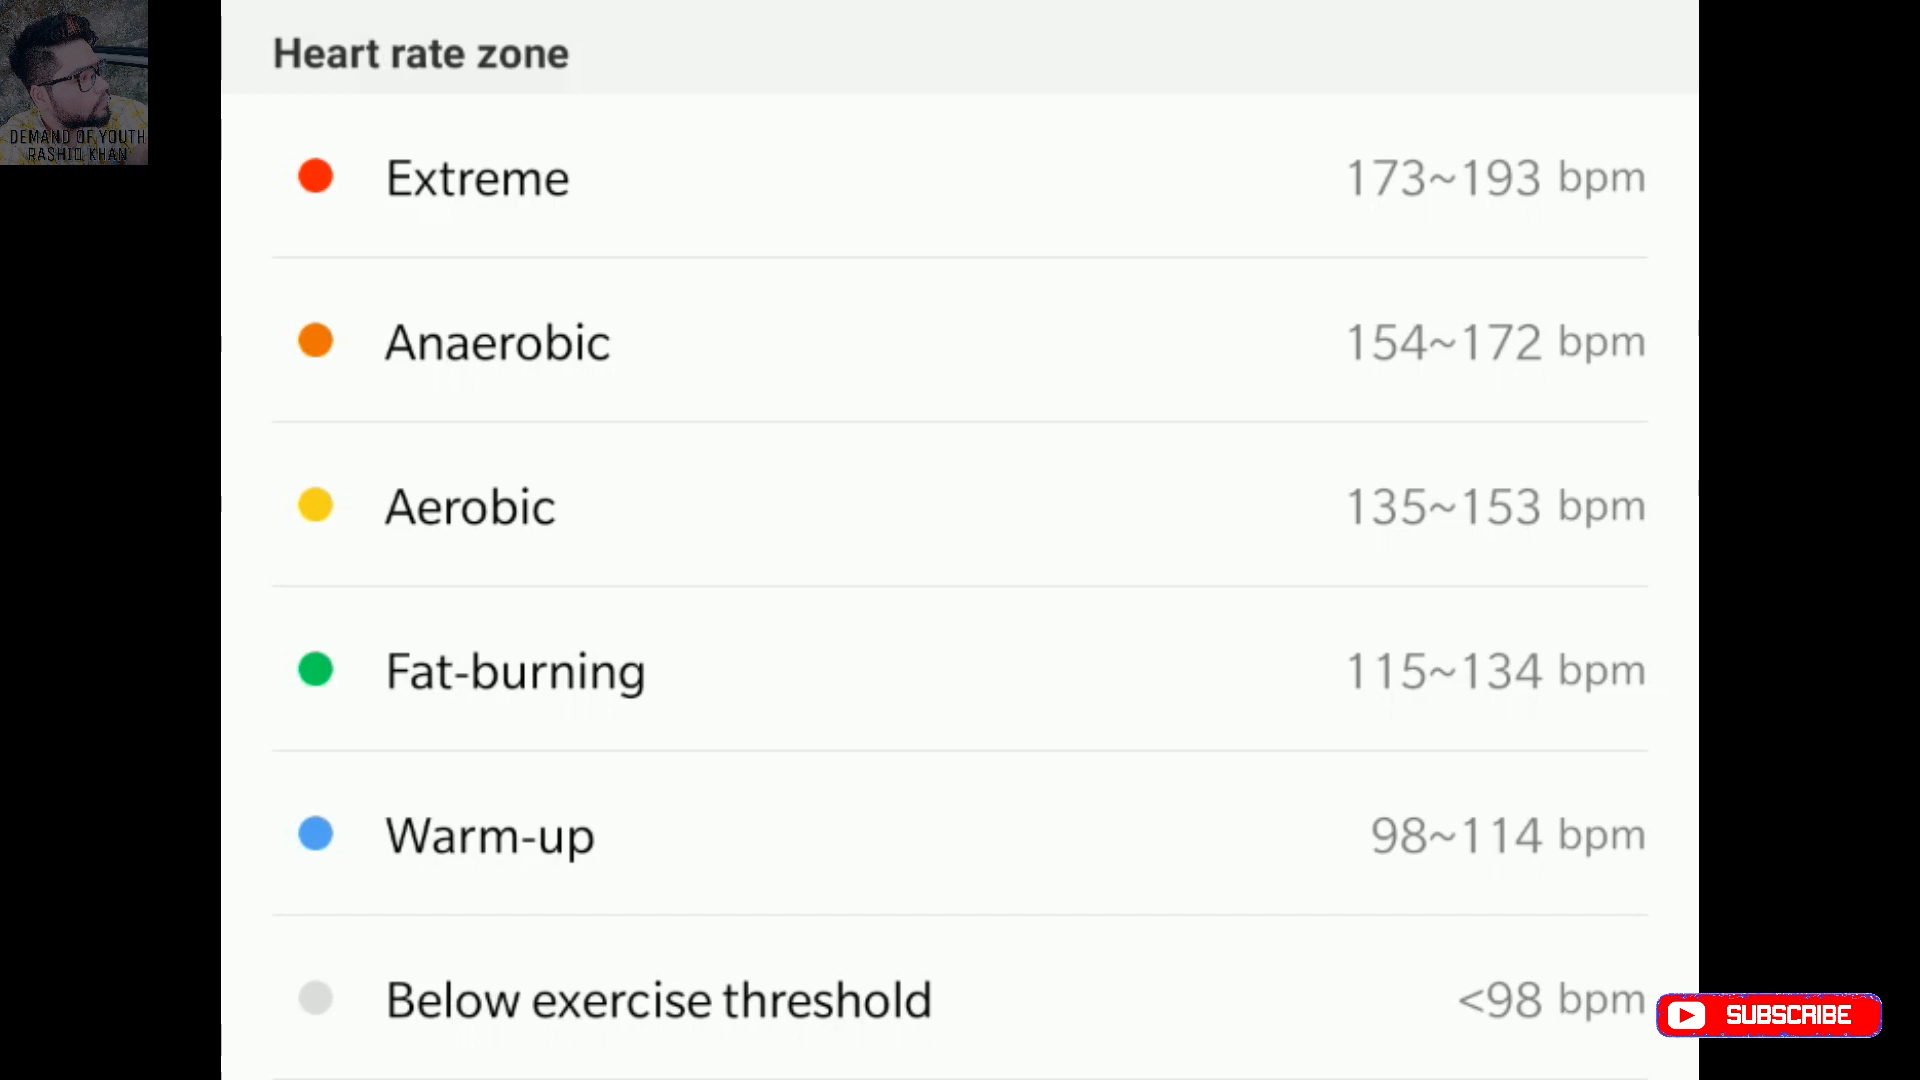 Heart rate zone
DEMAND OF YOUTH
RASHID KHAN
Extreme 173~193 bpm
Anaerobic 154~172 bpm
Aerobic 135~153 bpm
Fat-burning 115~134 bpm
Warm-up 98~114 bpm
Below exercise threshold <98 bpm
SUBSCRIBE